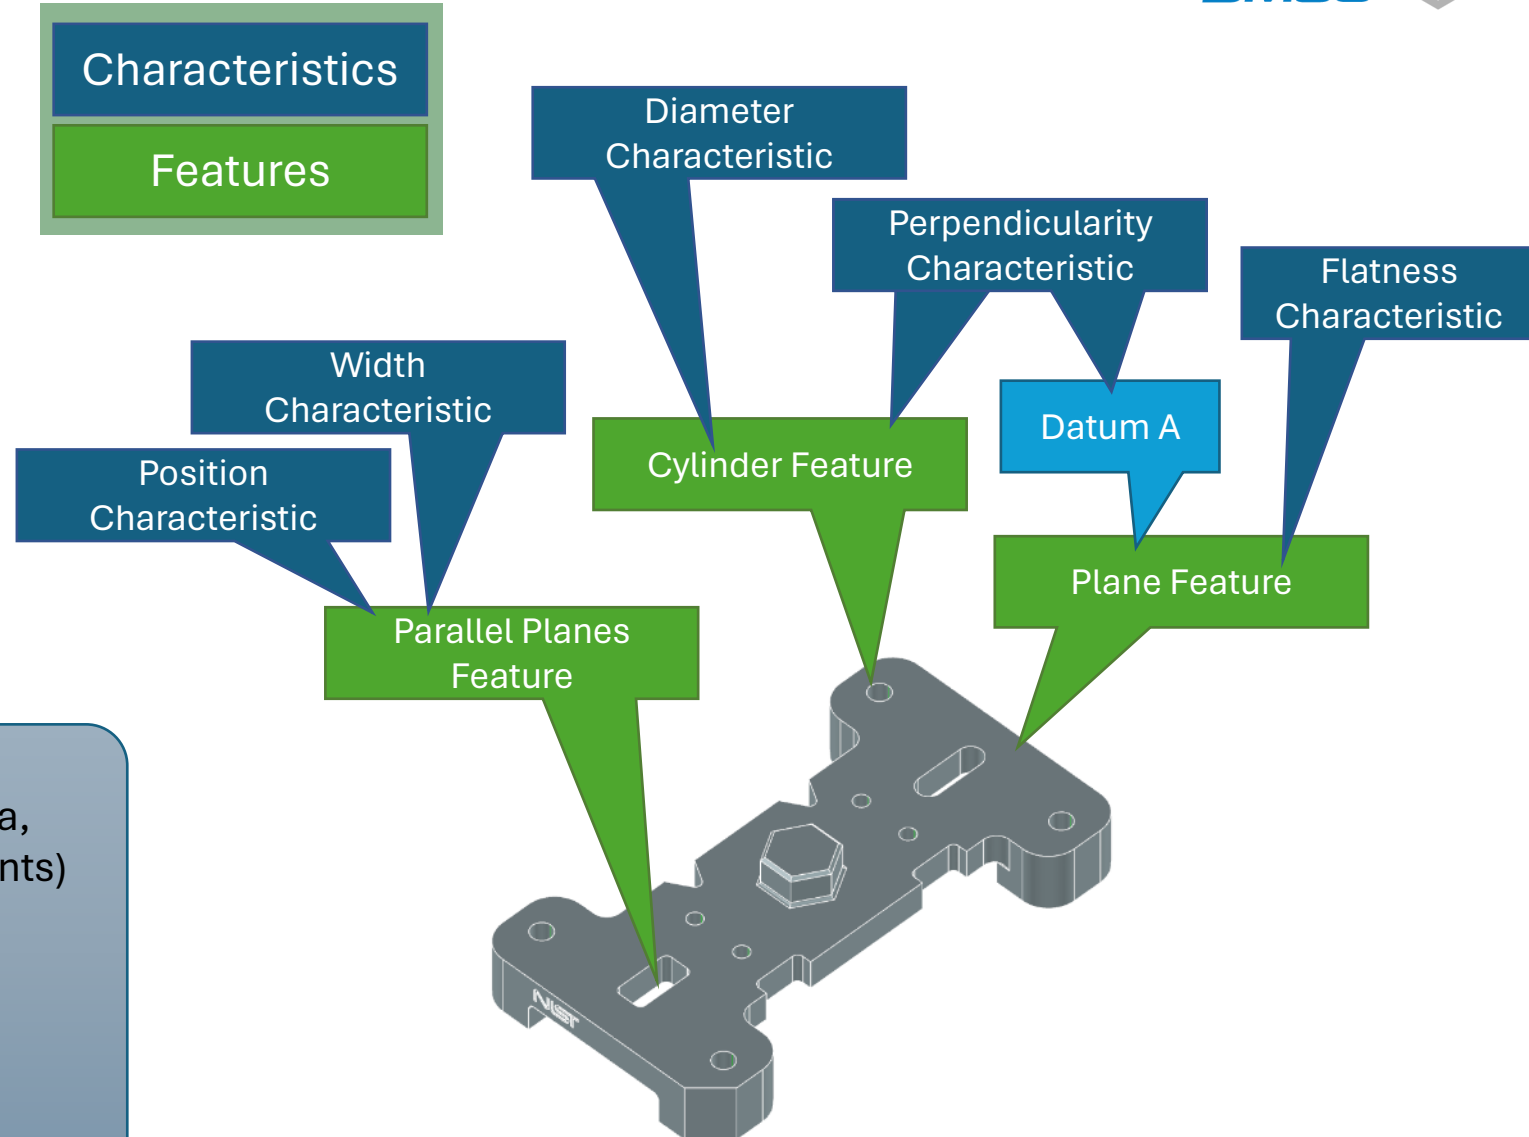 Characteristics
Features
Diameter
Characteristic
Perpendicularity
Characteristic
Flatness
Characteristic
Width
Characteristic
Position
Characteristic
Cylinder Feature
Datum A
Plane Feature
Parallel Planes
Feature
a,
nts)
NIST